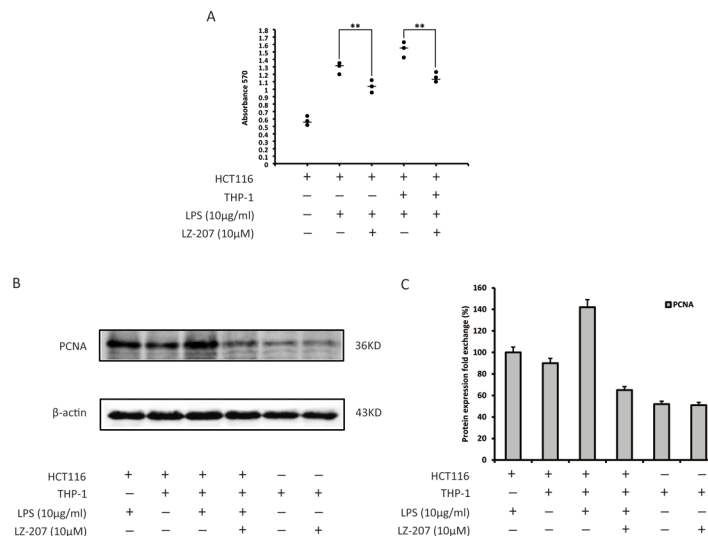 A
**
**
Absorbance 570
1.8
1.7
1.6
1.5
1.4
1.3
1.2
1.1
1
0.9
0.8
0.7
0.6
0.5
0.4
0.3
0.2
0.1
0
HCT116 + + + + +
THP-1 — — — + +
LPS (10μg/ml) — + + + +
LZ-207 (10μM) — — + — +
B
PCNA 36KD
β-actin 43KD
HCT116 + + + + — —
THP-1 — + + + + +
LPS (10μg/ml) + — + + — —
LZ-207 (10μM) — — — + — +
C
PCNA
Protein expression fold exchange (%)
160
140
120
100
80
60
40
20
0
HCT116 + + + + — —
THP-1 — + + + + +
LPS (10μg/ml) + — + + — —
LZ-207 (10μM) — — — + — +